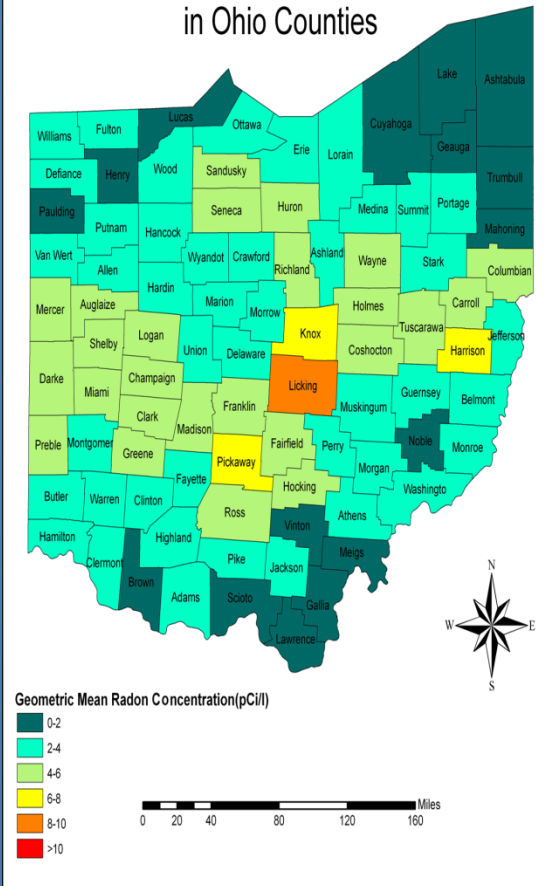 in Ohio Counties
Lake
Ashtabula
Lucas
Cuyahoga
Ottawa
Fulton
Williams
Geauga
Erie
Lorain
Wood
Sandusky
Defiance
Henry
Trumbull
Portage
Medina
Summit
Huron
Seneca
Paulding
Putnam
Hancock
Mahoning
Van Wert
Wyandot
Crawford
Ashland
Wayne
Stark
Allen
Richland
Columbian
Hardin
Marion
Carroll
Mercer
Auglaize
Holmes
Morrow
Tuscarawa
Jefferson
Logan
Knox
Shelby
Union
Delaware
Coshocton
Harrison
Darke
Champaign
Licking
Miami
Guernsey
Belmont
Franklin
Muskingum
Clark
Madison
Noble
Preble
Montgomer
Fairfield
Perry
Monroe
Greene
Pickaway
Morgan
Fayette
Hocking
Washingto
Butler
Warren
Clinton
Ross
Athens
Vinton
Hamilton
Highland
Meigs
Pike
Clermont
Jackson
Brown
Adams
Scioto
Gallia
Lawrence
N
W
E
S
Geometric Mean Radon Concentration(pCi/l)
0-2
2-4
4-6
6-8
8-10
>10
Miles
0 20 40 80 120 160